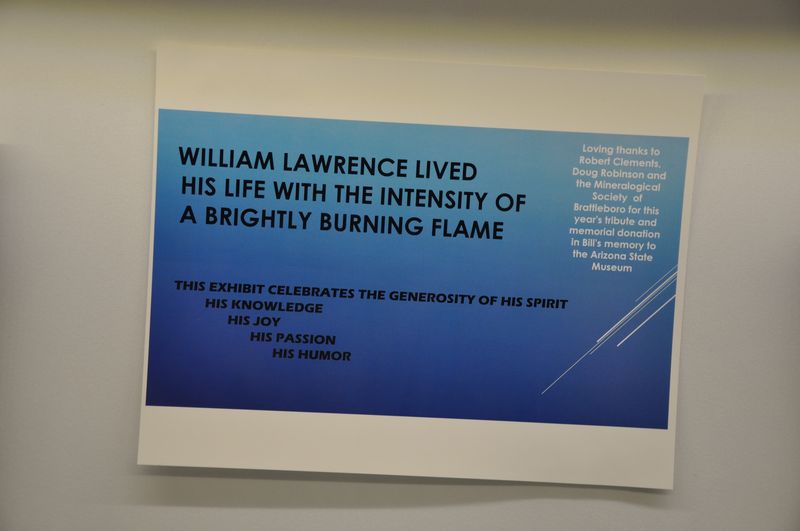 WILLIAM LAWRENCE LIVED
HIS LIFE WITH THE INTENSITY OF
A BRIGHTLY BURNING FLAME
THIS EXHIBIT CELEBRATES THE GENEROSITY OF HIS SPIRIT
HIS KNOWLEDGE
HIS JOY
HIS PASSION
HIS HUMOR
Loving thanks to
Robert Clements,
Doug Robinson and
the Mineralogical
Society of
Brattleboro for this
year's tribute and
memorial donation
in Bill's memory to
the Arizona State
Museum